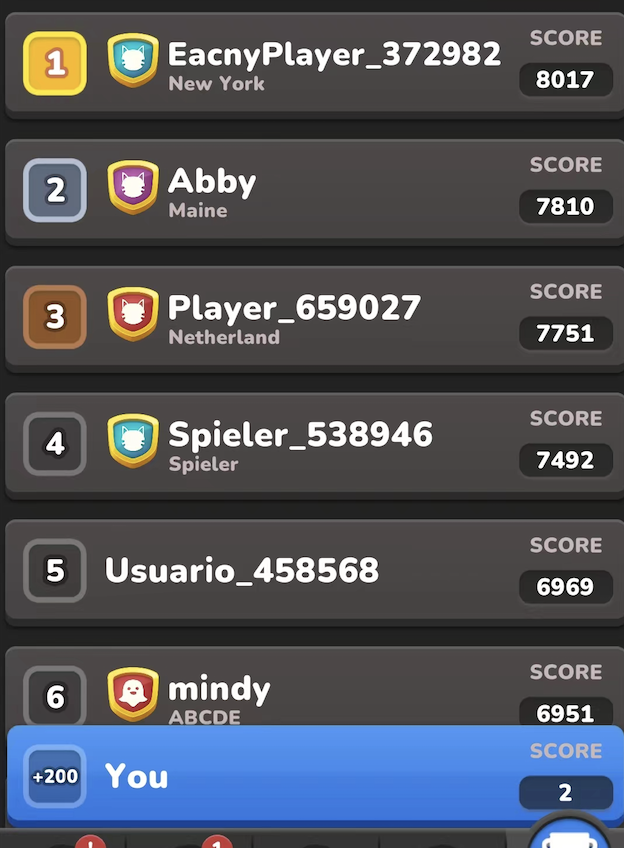 1
EacnyPlayer_372982
New York
SCORE
8017
2
Abby
Maine
SCORE
7810
3
Player_659027
Netherland
SCORE
7751
4
Spieler_538946
Spieler
SCORE
7492
5
Usuario_458568
SCORE
6969
6
mindy
ABCDE
SCORE
6951
+200
You
SCORE
2